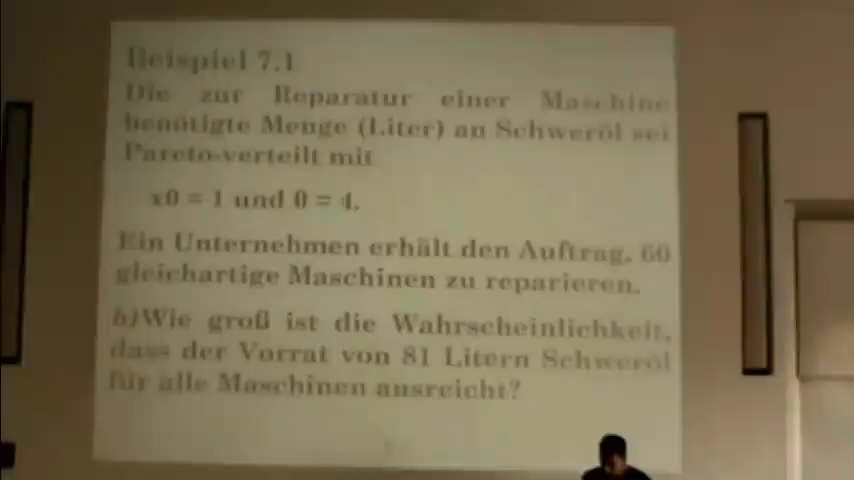 Beispiel 7.1
Die zur Reparatur einer Maschine
benötigte Menge (Liter) an Schweröl sei
Pareto-verteilt mit
x0 = 1 und θ = 4.
Ein Unternehmen erhält den Auftrag, 60
gleichartige Maschinen zu reparieren.
b)Wie groß ist die Wahrscheinlichkeit,
dass der Vorrat von 81 Litern Schweröl
für alle Maschinen ausreicht?